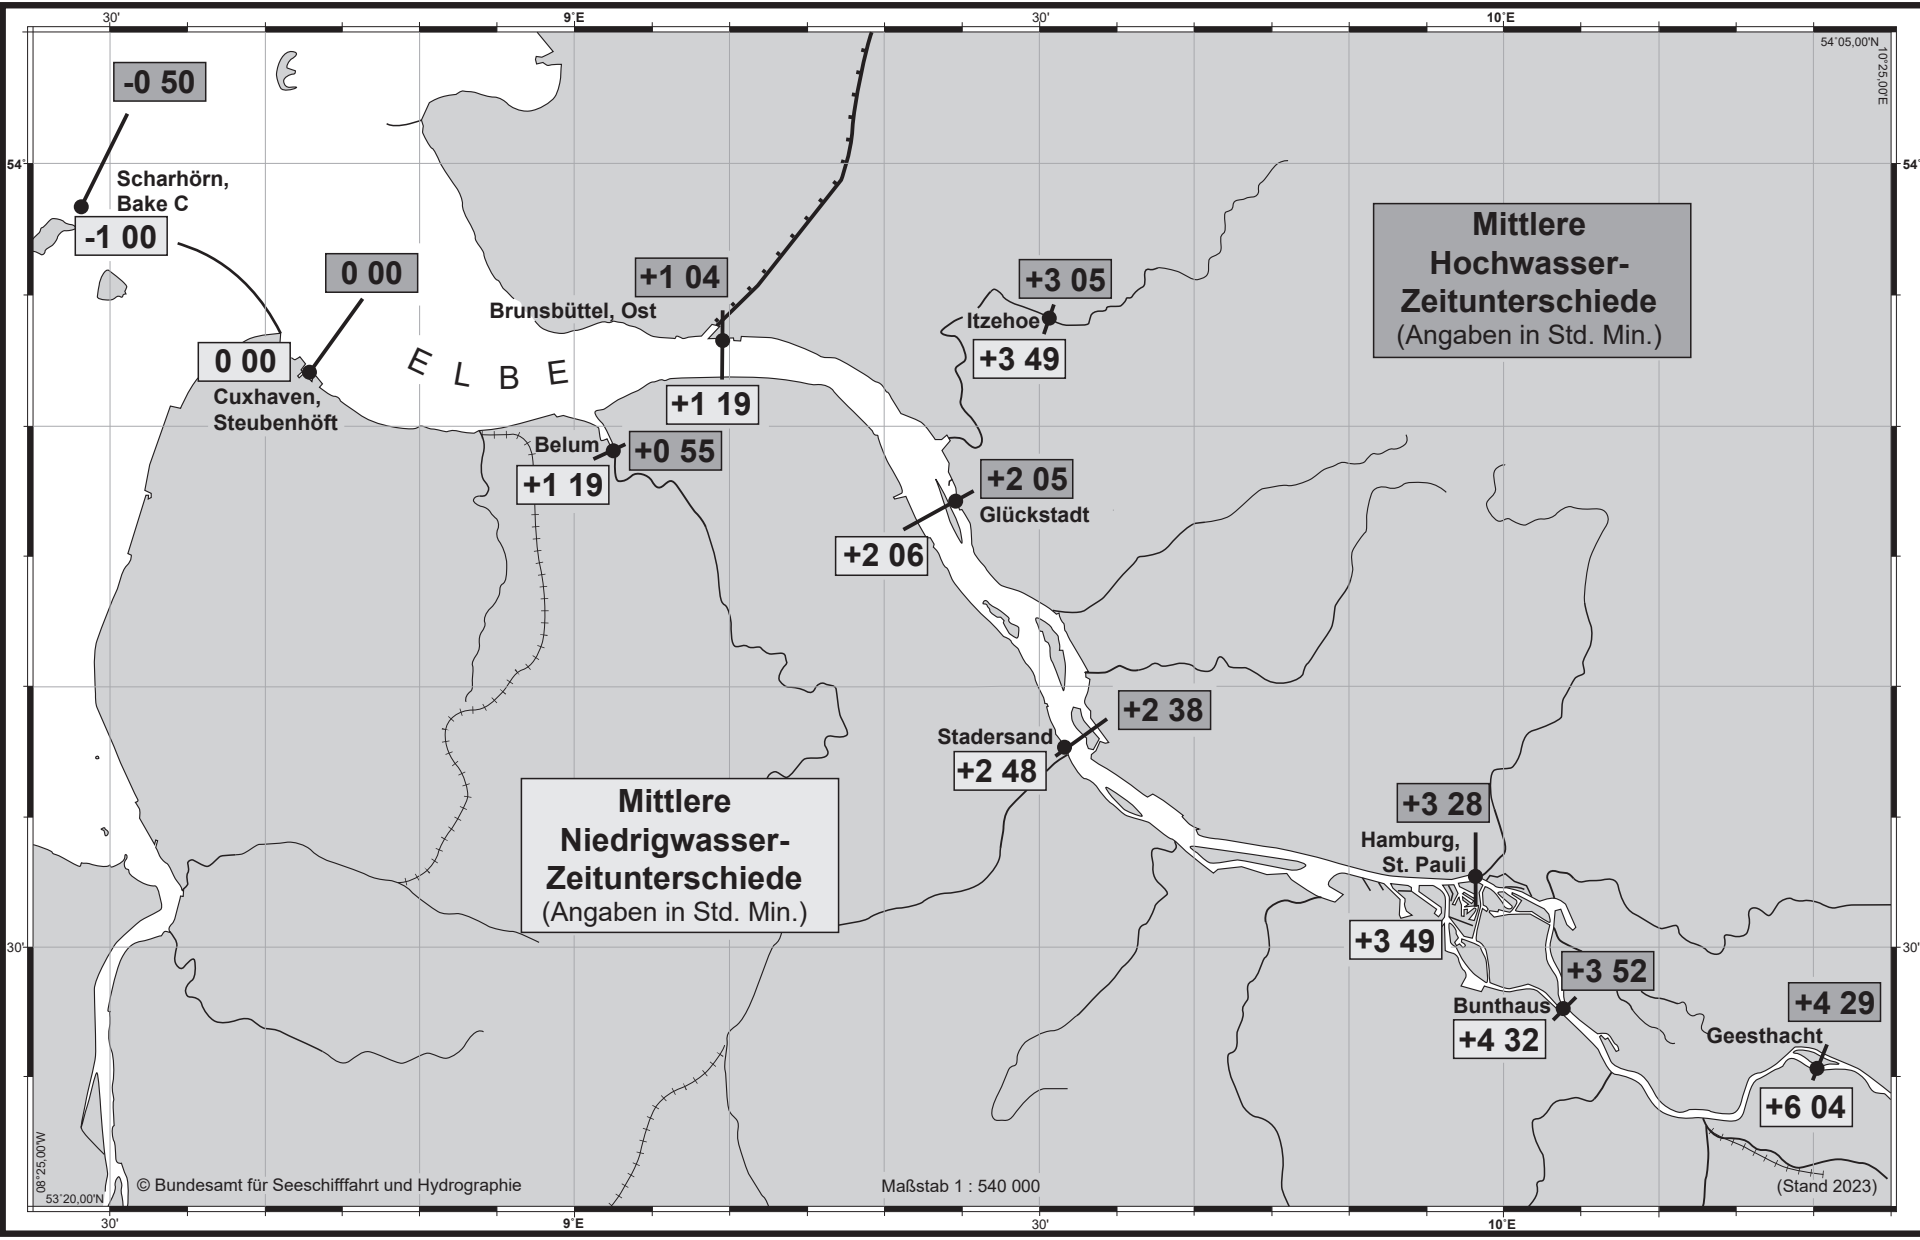 30'
9°E
30'
10°E
54°05,00'N
10°25,00'E
54°
54°
-0 50
Scharhörn,
Bake C
-1 00
0 00
0 00
Cuxhaven,
Steubenhöft
ELBE
+1 04
Brunsbüttel, Ost
+1 19
Belum
+0 55
+1 19
+3 05
Itzehoe
+3 49
Mittlere
Hochwasser-
Zeitunterschiede
(Angaben in Std. Min.)
+2 05
Glückstadt
+2 06
+2 38
Stadersand
+2 48
Mittlere
Niedrigwasser-
Zeitunterschiede
(Angaben in Std. Min.)
+3 28
Hamburg,
St. Pauli
+3 49
30'
30'
+3 52
Bunthaus
+4 32
+4 29
Geesthacht
+6 04
08°25,00'W
53°20,00'N
© Bundesamt für Seeschifffahrt und Hydrographie
Maßstab 1 : 540 000
(Stand 2023)
30'
9°E
30'
10°E